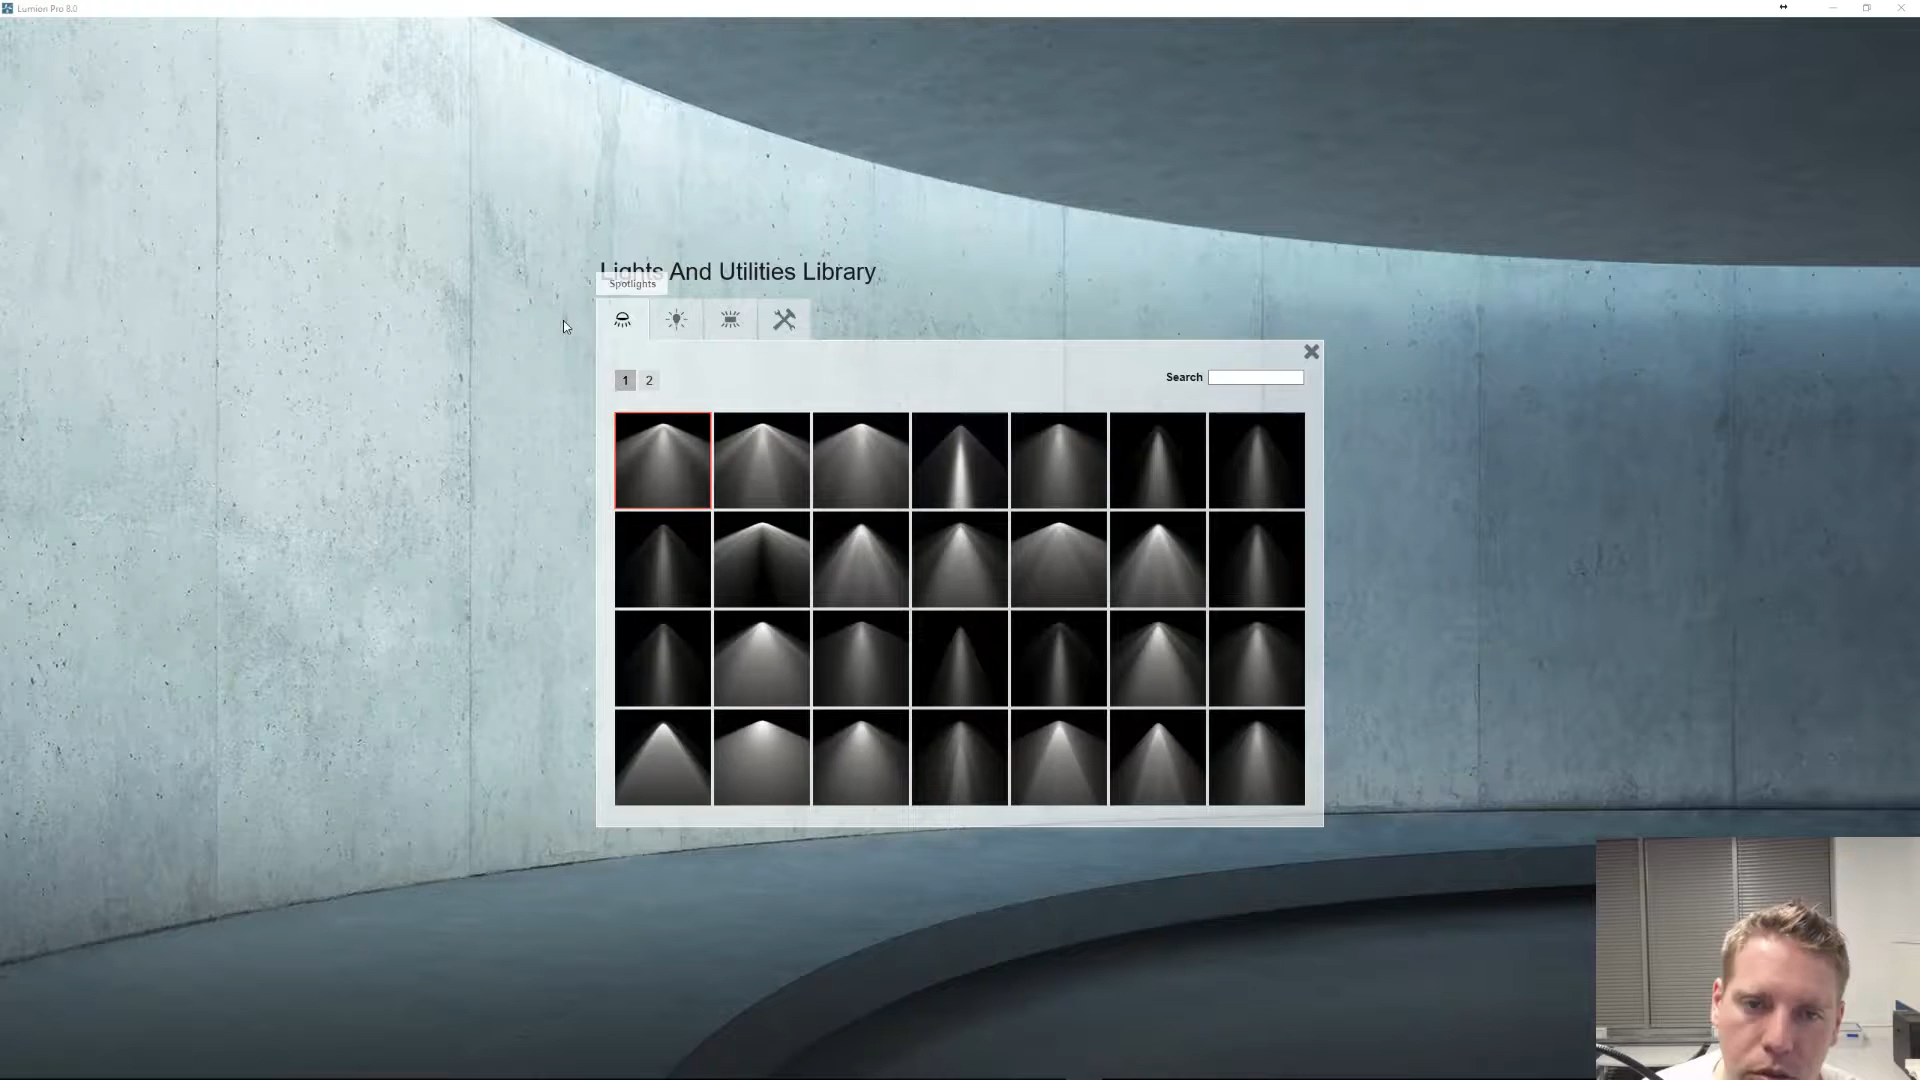 Lumion Pro 8.0
Lights And Utilities Library
Spotlights
1 2
Search